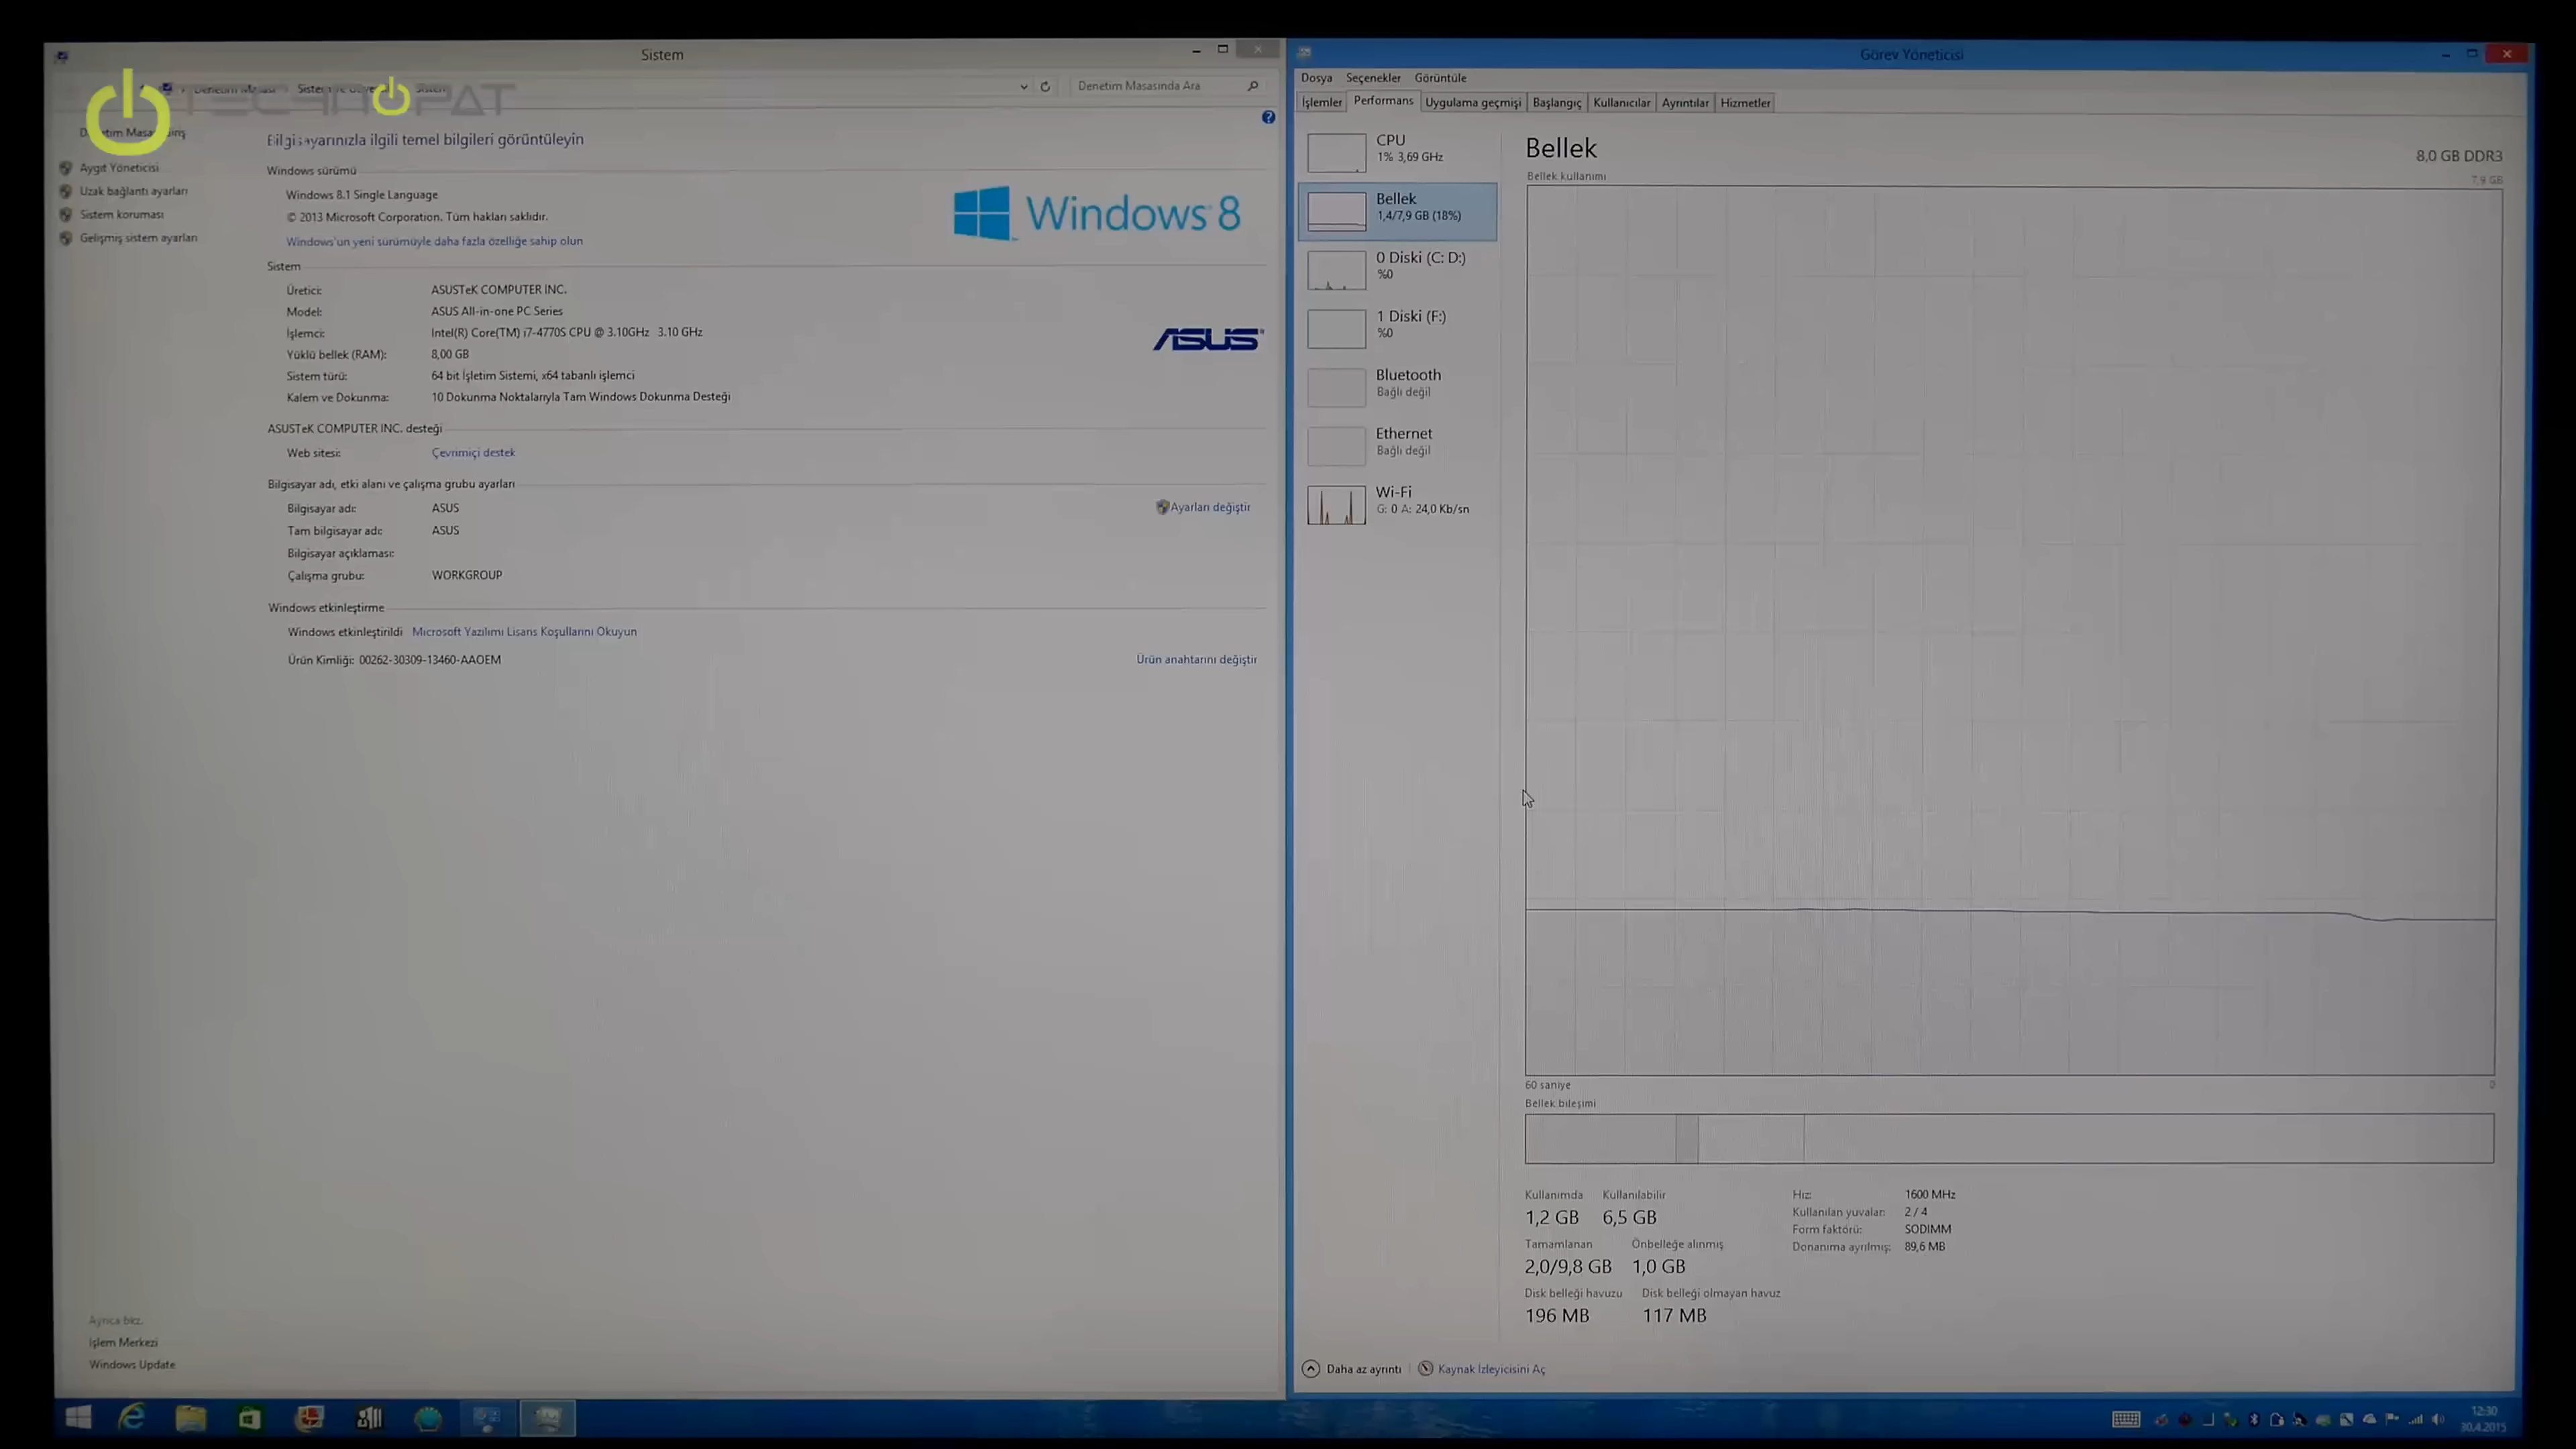 Sistem
TECHNOPAT
Denetim Masasında Ara
Bilgisayarınızla ilgili temel bilgileri görüntüleyin
Aygıt Yöneticisi
Uzak bağlantı ayarları
Sistem koruması
Gelişmiş sistem ayarları
Windows sürümü
Windows 8.1 Single Language
© 2013 Microsoft Corporation. Tüm hakları saklıdır.
Windows'un yeni sürümüyle daha fazla özelliğe sahip olun
Windows 8
Sistem
Üretici: ASUSTeK COMPUTER INC.
Model: ASUS All-in-one PC Series
İşlemci: Intel(R) Core(TM) i7-4770S CPU @ 3.10GHz 3.10 GHz
Yüklü bellek (RAM): 8,00 GB
Sistem türü: 64 bit İşletim Sistemi, x64 tabanlı işlemci
Kalem ve Dokunma: 10 Dokunma Noktalarıyla Tam Windows Dokunma Desteği
ASUS
ASUSTeK COMPUTER INC. desteği
Web sitesi: Çevrimiçi destek
Bilgisayar adı, etki alanı ve çalışma grubu ayarları
Bilgisayar adı: ASUS
Ayarları değiştir
Tam bilgisayar adı: ASUS
Bilgisayar açıklaması:
Çalışma grubu: WORKGROUP
Windows etkinleştirme
Windows etkinleştirildi Microsoft Yazılımı Lisans Koşullarını Okuyun
Ürün Kimliği: 00262-30309-13460-AAOEM
Ürün anahtarını değiştir
Ayrıca bkz.
İşlem Merkezi
Windows Update
Görev Yöneticisi
Dosya Seçenekler Görüntüle
İşlemler Performans Uygulama geçmişi Başlangıç Kullanıcılar Ayrıntılar Hizmetler
CPU
1% 3,69 GHz
Bellek
1,4/7,9 GB (18%)
0 Diski (C: D:)
%0
1 Diski (F:)
%0
Bluetooth
Bağlı değil
Ethernet
Bağlı değil
Wi-Fi
G: 0 A: 24,0 Kb/sn
Bellek
8,0 GB DDR3
Bellek kullanımı
7,9 GB
60 saniye
0
Bellek bileşimi
Kullanımda Kullanılabilir
1,2 GB 6,5 GB
Tamamlanan Önbelleğe alınmış
2,0/9,8 GB 1,0 GB
Disk belleği havuzu Disk belleği olmayan havuz
196 MB 117 MB
Hız: 1600 MHz
Kullanılan yuvalar: 2 / 4
Form faktörü: SODIMM
Donanıma ayrılmış: 89,6 MB
Daha az ayrıntı
Kaynak İzleyicisini Aç
12:30
30.4.2015